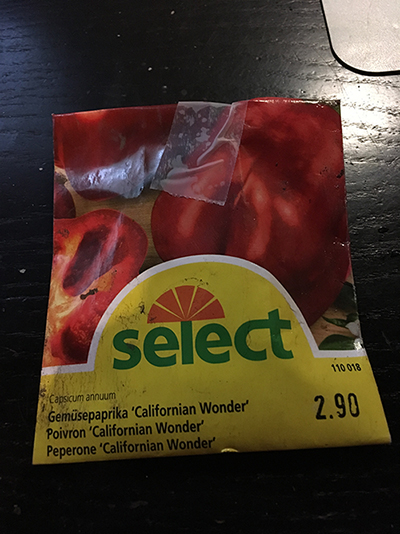 select
110 018
Capsicum annuum
Gemüsepaprika 'Californian Wonder'
2.90
Poivron 'Californian Wonder'
Peperone 'Californian Wonder'